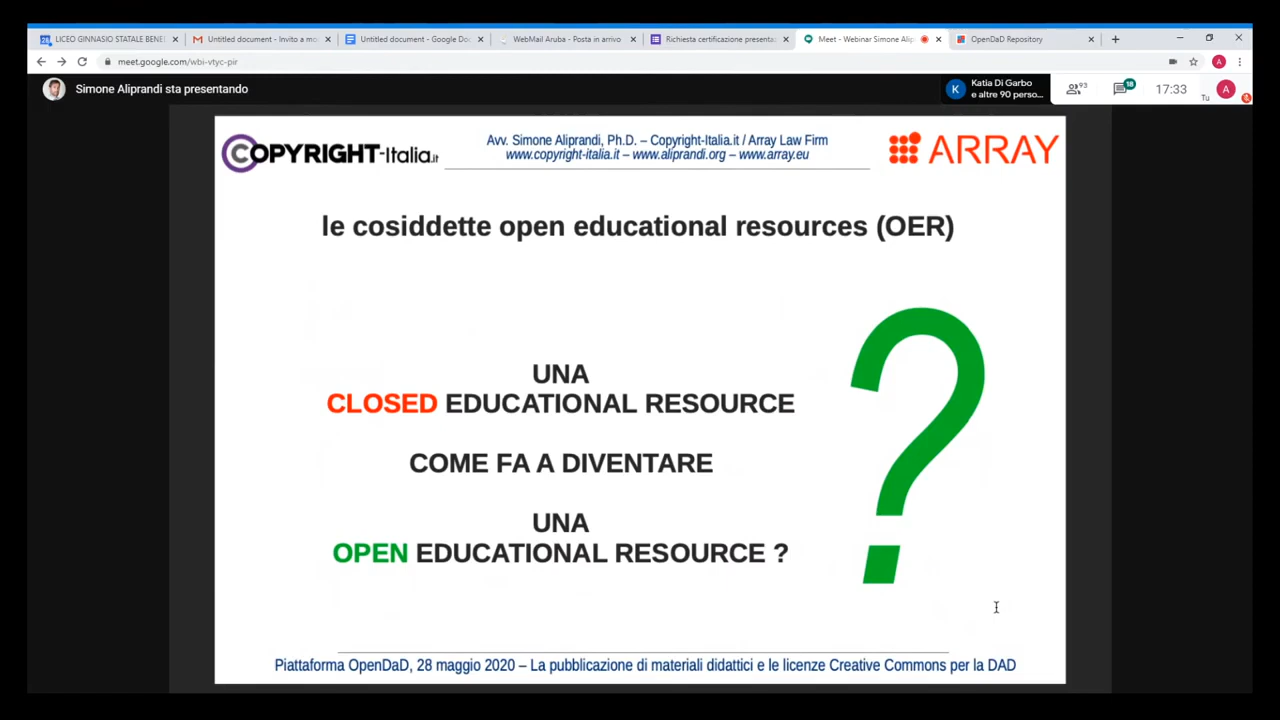 LICEO GINNASIO STATALE BENE
Untitled document - Invito a mo
Untitled document - Google Doc
WebMail Aruba - Posta in arrivo
Richiesta certificazione presenta
Meet - Webinar Simone Alip
OpenDaD Repository
meet.google.com/wbi-vtyc-pir
A
Simone Aliprandi sta presentando
K
Katia Di Garbo
e altre 90 perso...
93
18
17:33
Tu
A
COPYRIGHT-Italia.it
Avv. Simone Aliprandi, Ph.D. – Copyright-Italia.it / Array Law Firm
www.copyright-italia.it – www.aliprandi.org – www.array.eu
ARRAY
le cosiddette open educational resources (OER)
UNA
CLOSED EDUCATIONAL RESOURCE
COME FA A DIVENTARE
UNA
OPEN EDUCATIONAL RESOURCE ?
?
Piattaforma OpenDaD, 28 maggio 2020 – La pubblicazione di materiali didattici e le licenze Creative Commons per la DAD